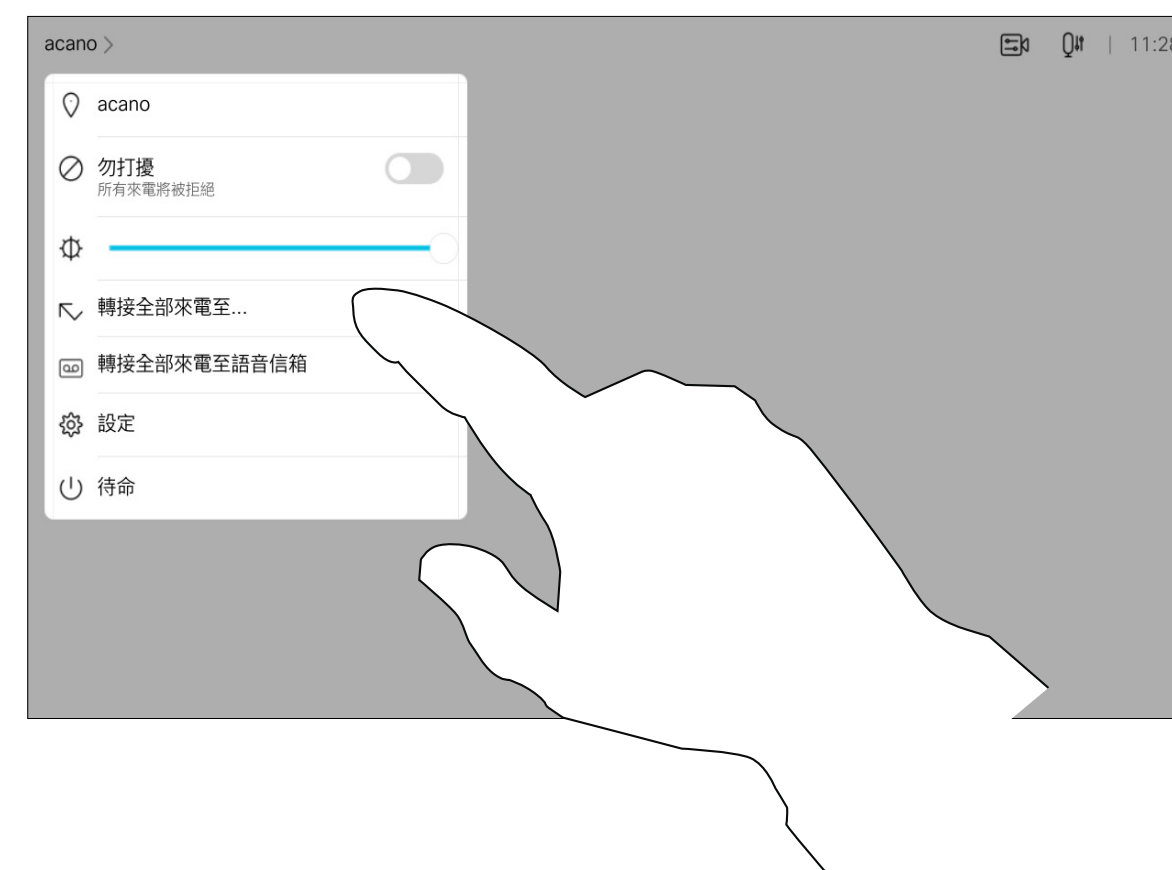 acano
11:28
acano
勿打擾
所有來電將被拒絕
轉接全部來電至...
轉接全部來電至語音信箱
設定
待命